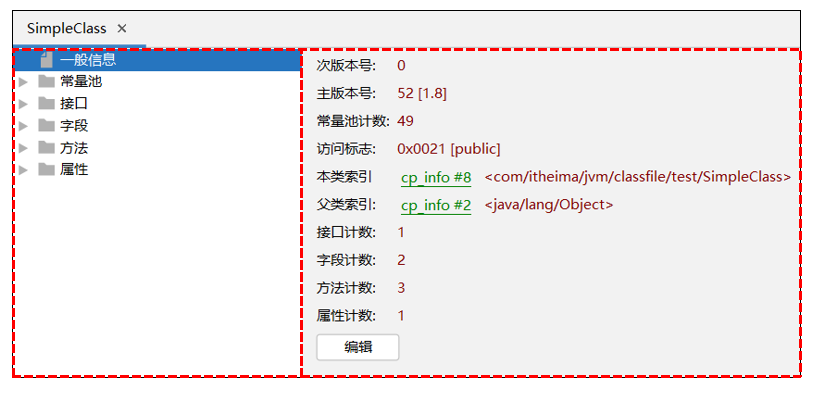 SimpleClass ×
一般信息
常量池
接口
字段
方法
属性
次版本号: 0
主版本号: 52 [1.8]
常量池计数: 49
访问标志: 0x0021 [public]
本类索引 cp_info #8 <com/itheima/jvm/classfile/test/SimpleClass>
父类索引: cp_info #2 <java/lang/Object>
接口计数: 1
字段计数: 2
方法计数: 3
属性计数: 1
编辑